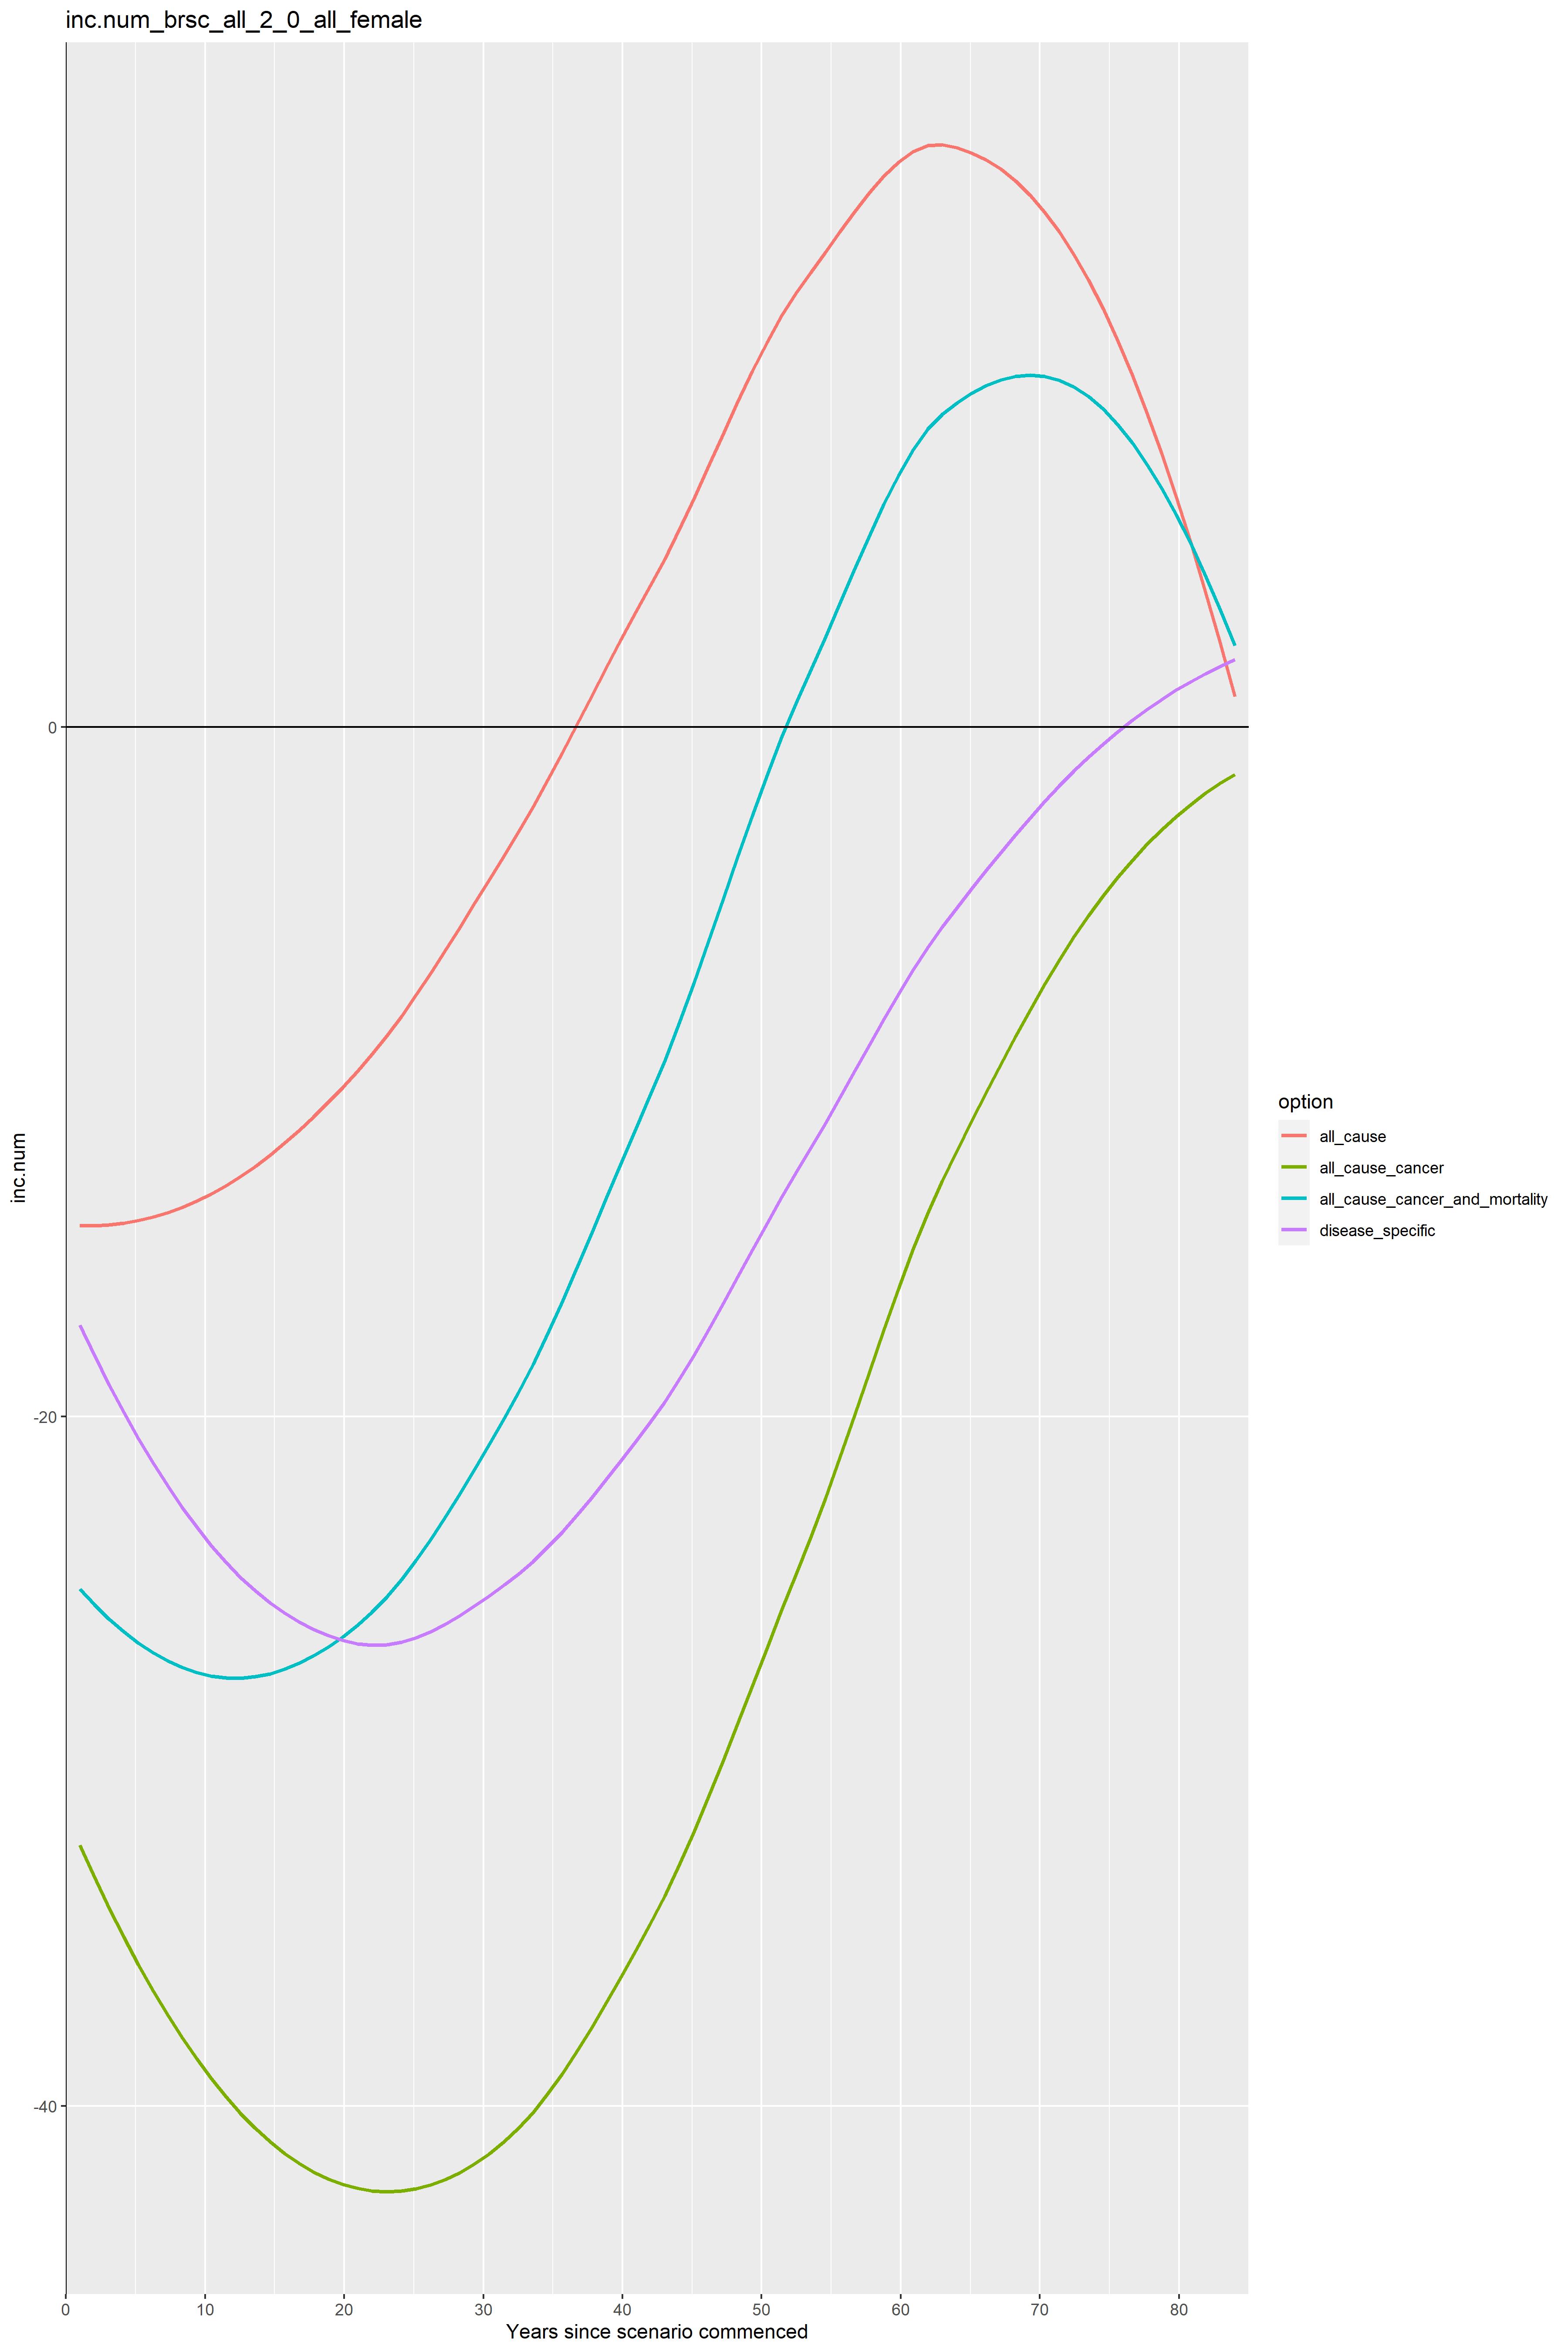 inc.num_brsc_all_2_0_all_female
inc.num
0
-20
-40
0 10 20 30 40 50 60 70 80
Years since scenario commenced
option
all_cause
all_cause_cancer
all_cause_cancer_and_mortality
disease_specific